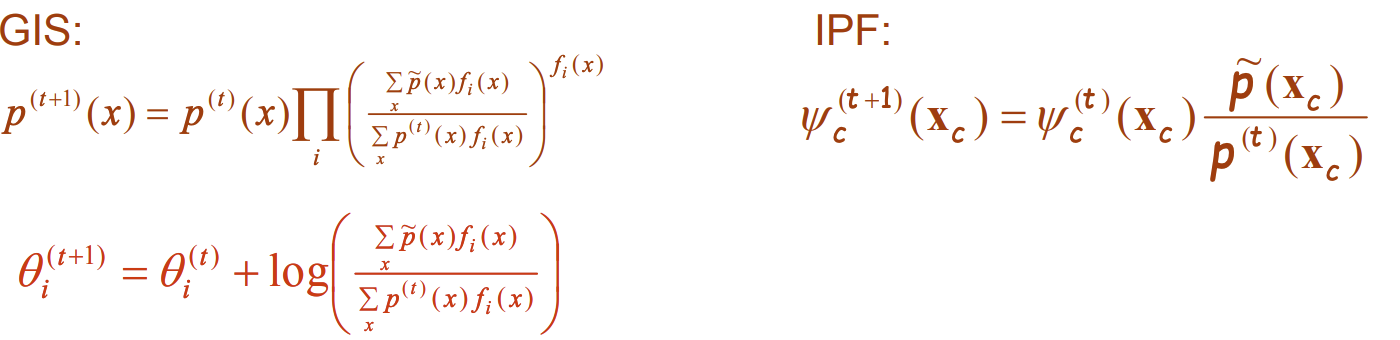 GIS:
p^{(t+1)}(x) = p^{(t)}(x) \prod_i \left( \frac{\sum_x \tilde{p}(x) f_i(x)}{\sum_x p^{(t)}(x) f_i(x)} \right)^{f_i(x)}
\theta_i^{(t+1)} = \theta_i^{(t)} + \log \left( \frac{\sum_x \tilde{p}(x) f_i(x)}{\sum_x p^{(t)}(x) f_i(x)} \right)
IPF:
\psi_c^{(t+1)}(\mathbf{x}_c) = \psi_c^{(t)}(\mathbf{x}_c) \frac{\tilde{p}(\mathbf{x}_c)}{p^{(t)}(\mathbf{x}_c)}